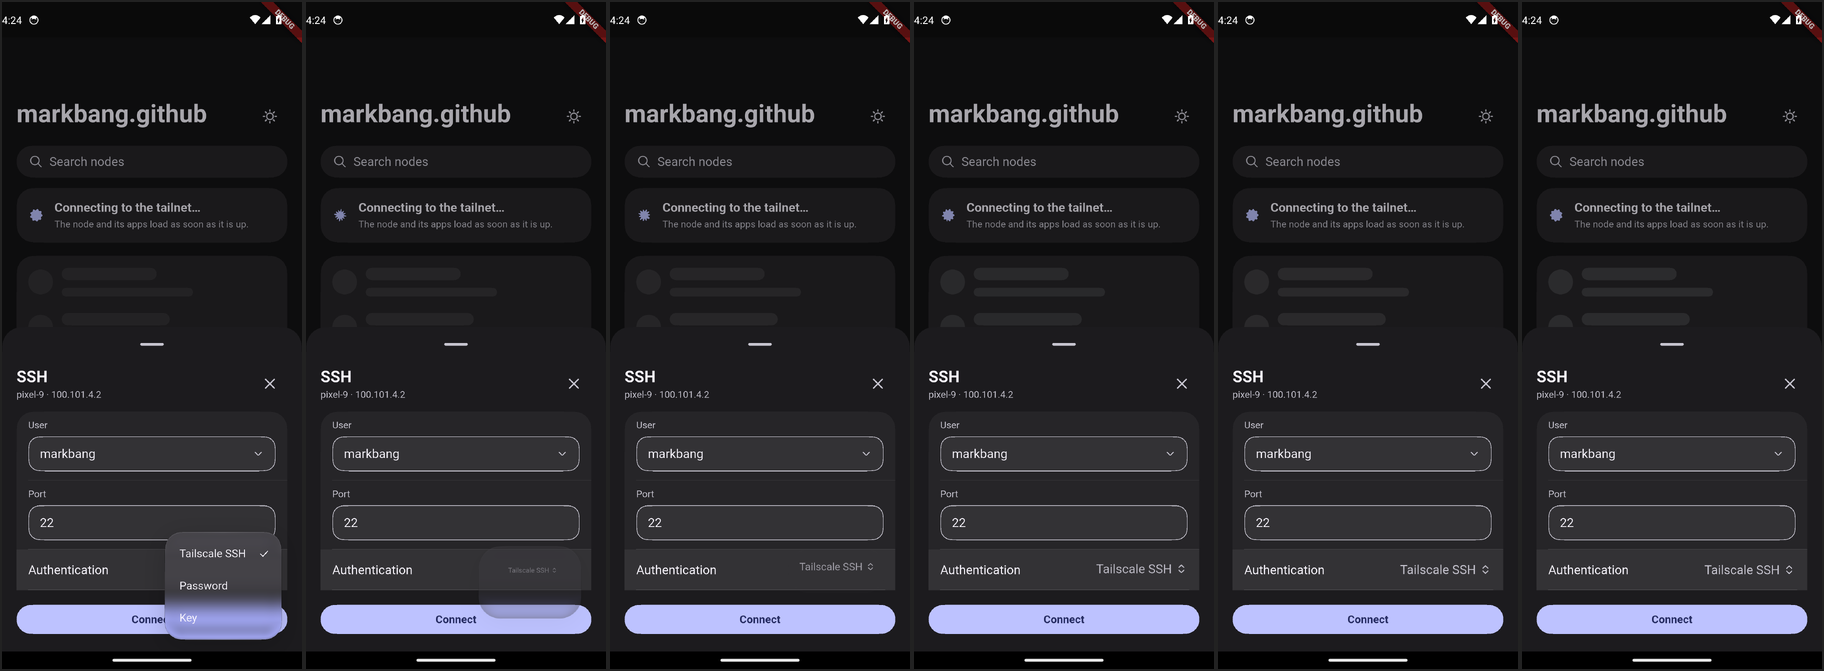 4:24
DEBUG
markbang.github
Search nodes
Connecting to the tailnet...
The node and its apps load as soon as it is up.
SSH
pixel-9 · 100.101.4.2
User
markbang
Port
22
Tailscale SSH
Authentication
Password
Connec
Key
4:24
DEBUG
markbang.github
Search nodes
Connecting to the tailnet...
The node and its apps load as soon as it is up.
SSH
pixel-9 · 100.101.4.2
User
markbang
Port
22
Authentication Tailscale SSH
Connect
4:24
DEBUG
markbang.github
Search nodes
Connecting to the tailnet...
The node and its apps load as soon as it is up.
SSH
pixel-9 · 100.101.4.2
User
markbang
Port
22
Authentication Tailscale SSH
Connect
4:24
DEBUG
markbang.github
Search nodes
Connecting to the tailnet...
The node and its apps load as soon as it is up.
SSH
pixel-9 · 100.101.4.2
User
markbang
Port
22
Authentication Tailscale SSH
Connect
4:24
DEBUG
markbang.github
Search nodes
Connecting to the tailnet...
The node and its apps load as soon as it is up.
SSH
pixel-9 · 100.101.4.2
User
markbang
Port
22
Authentication Tailscale SSH
Connect
4:24
DEBUG
markbang.github
Search nodes
Connecting to the tailnet...
The node and its apps load as soon as it is up.
SSH
pixel-9 · 100.101.4.2
User
markbang
Port
22
Authentication Tailscale SSH
Connect